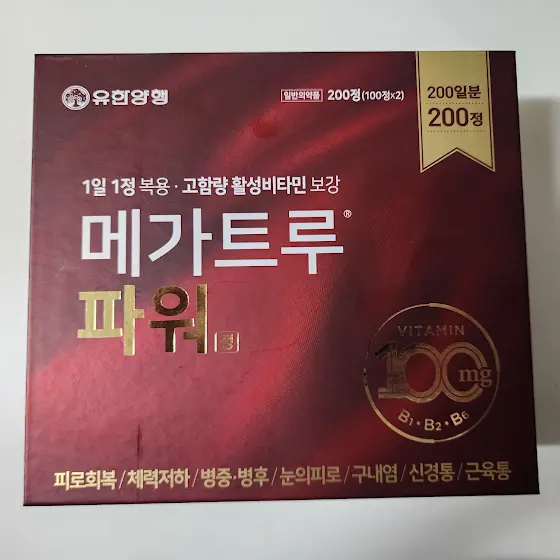 유한양행
일반의약품 200정(100정x2)
200일분
200정
1일 1정 복용 · 고함량 활성비타민 보강
메가트루®
파워정
VITAMIN
100mg
B1 • B2 • B6
피로회복/체력저하/병중·병후/눈의피로/구내염/신경통/근육통